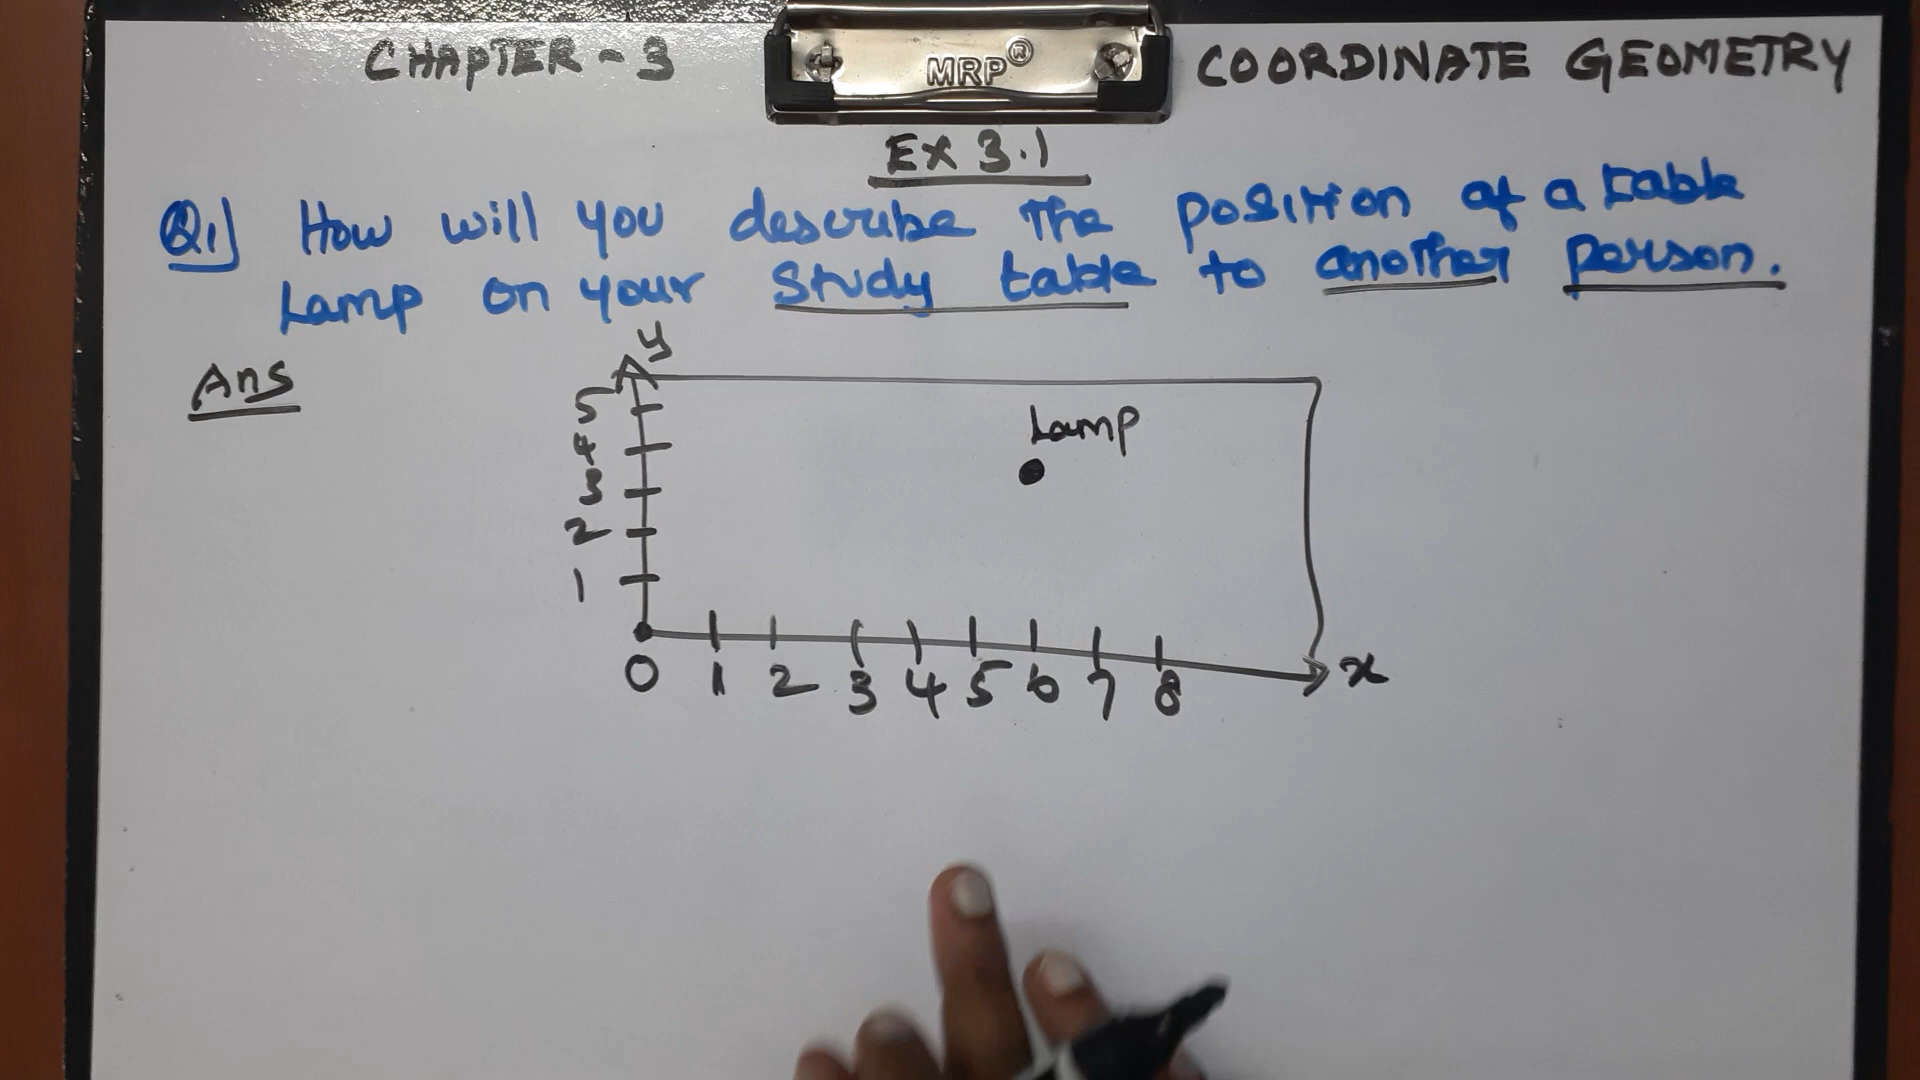 CHAPTER - 3
MRP®
COORDINATE GEOMETRY
Ex 3.1
Q1) How will you describe the position of a table
Lamp on your study table to another person.
Ans
y
5
4
3
2
1
Lamp
0 1 2 3 4 5 6 7 8 x